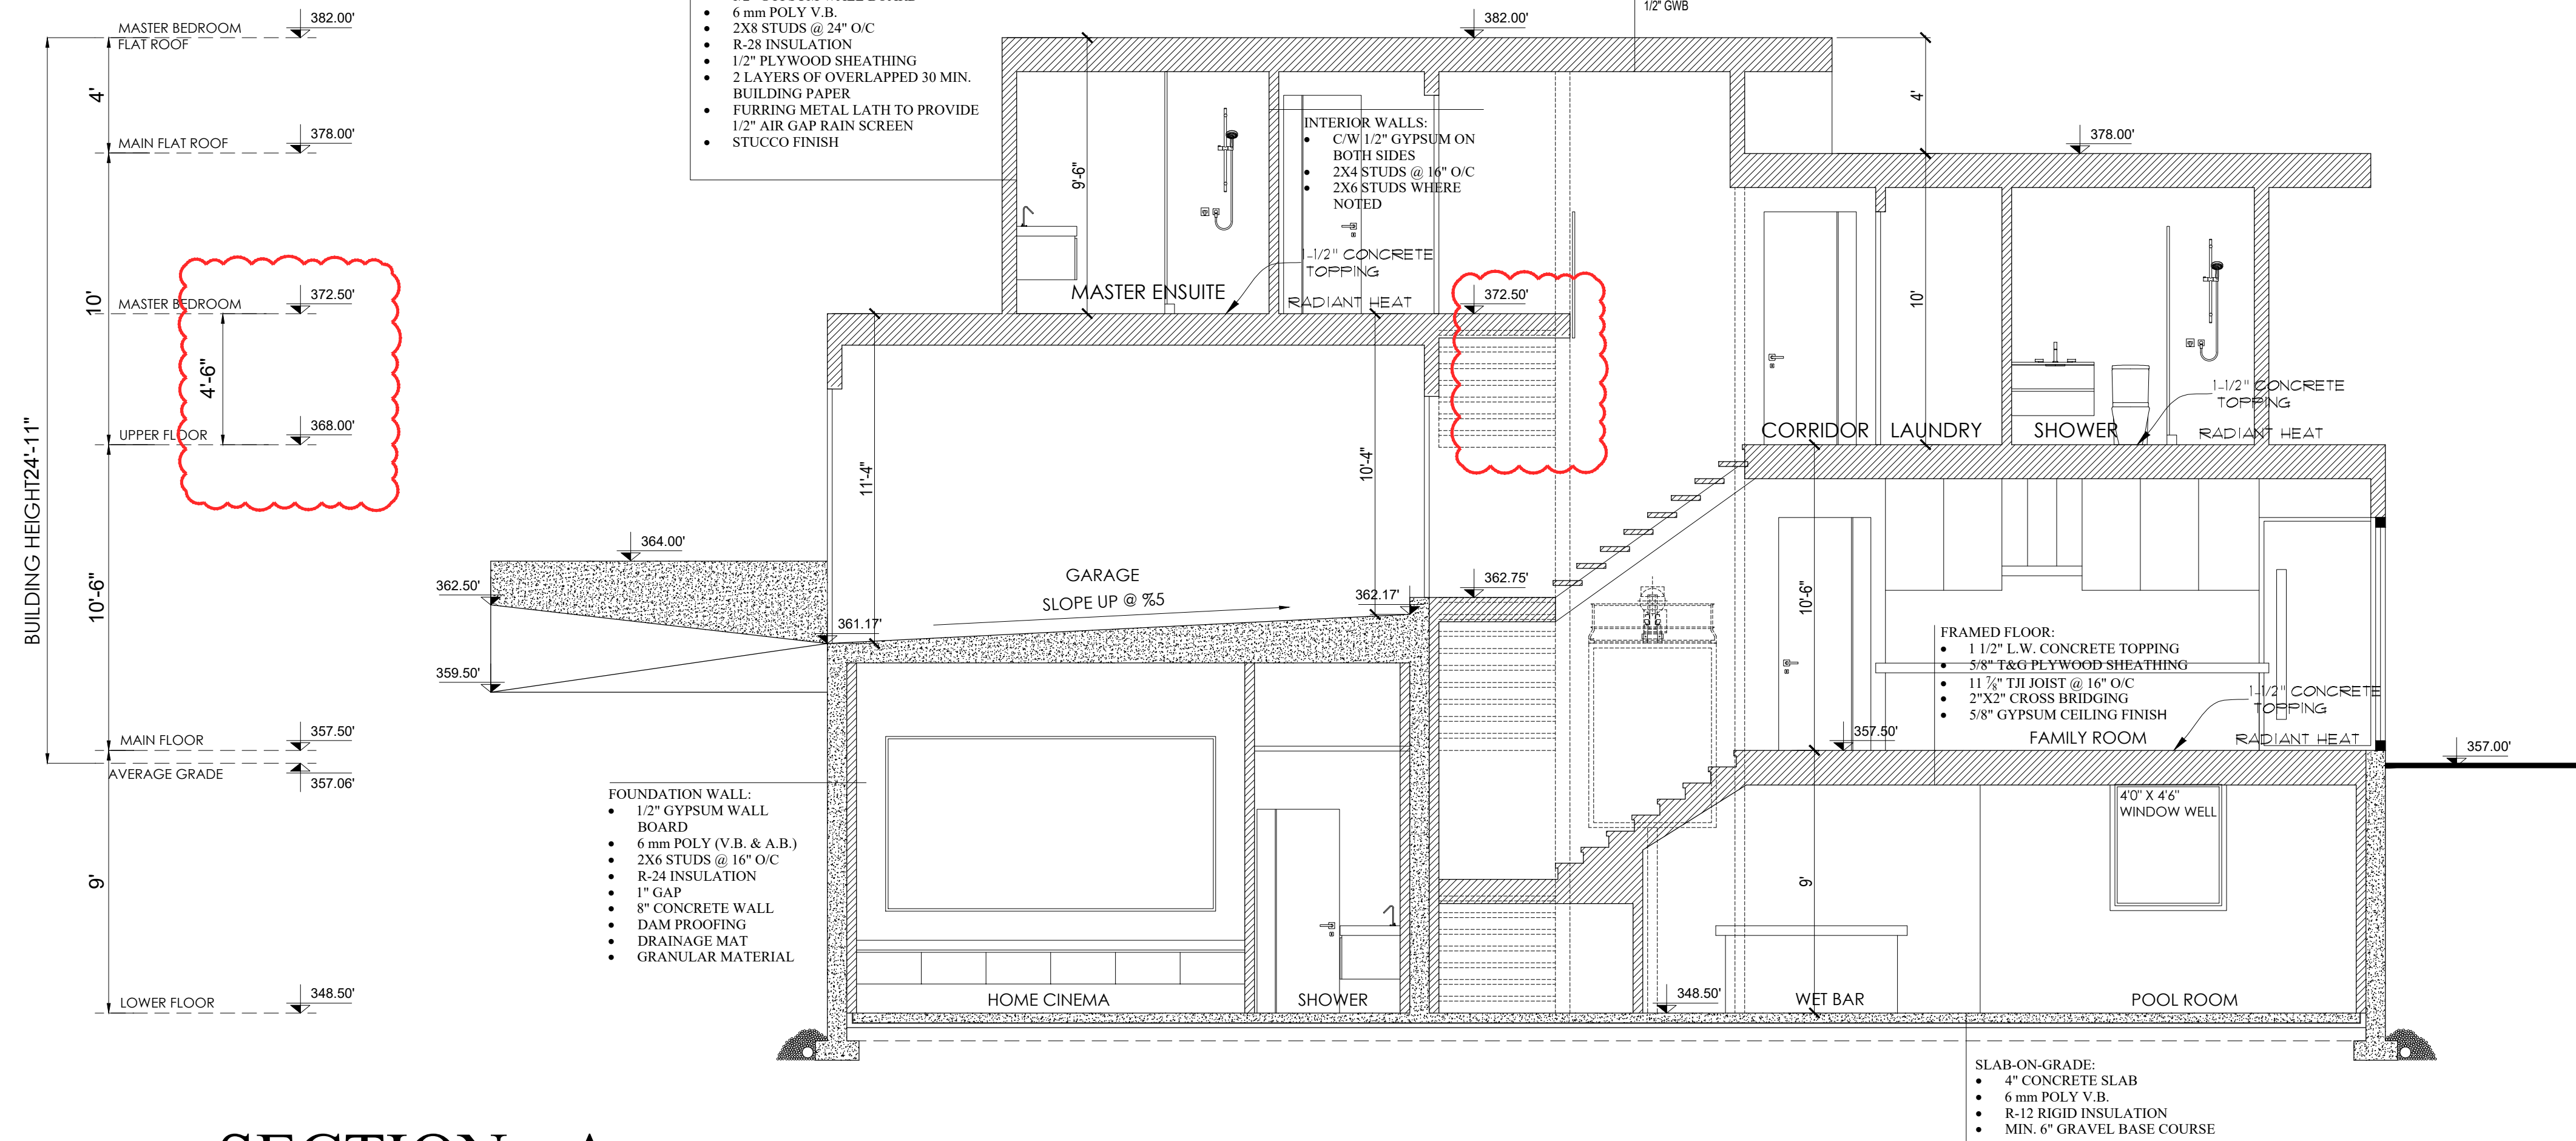 MASTER BEDROOM
FLAT ROOF
382.00'
4'
MAIN FLAT ROOF
378.00'
10'
MASTER BEDROOM
372.50'
4'-6"
UPPER FLOOR
368.00'
BUILDING HEIGHT24'-11"
10'-6"
MAIN FLOOR
357.50'
AVERAGE GRADE
357.06'
9'
LOWER FLOOR
348.50'
• 6 mm POLY V.B.
• 2X8 STUDS @ 24" O/C
• R-28 INSULATION
• 1/2" PLYWOOD SHEATHING
• 2 LAYERS OF OVERLAPPED 30 MIN.
BUILDING PAPER
• FURRING METAL LATH TO PROVIDE
1/2" AIR GAP RAIN SCREEN
• STUCCO FINISH
1/2" GWB
382.00'
4'
378.00'
9'-6"
INTERIOR WALLS:
• C/W 1/2" GYPSUM ON
BOTH SIDES
• 2X4 STUDS @ 16" O/C
• 2X6 STUDS WHERE
NOTED
1-1/2" CONCRETE
TOPPING
RADIANT HEAT
MASTER ENSUITE
372.50'
10'
1-1/2" CONCRETE
TOPPING
RADIANT HEAT
CORRIDOR
LAUNDRY
SHOWER
11'-4"
10'-4"
364.00'
362.50'
359.50'
361.17'
GARAGE
SLOPE UP @ %5
362.17'
362.75'
10'-6"
FRAMED FLOOR:
• 1 1/2" L.W. CONCRETE TOPPING
• 5/8" T&G PLYWOOD SHEATHING
• 11 ⅞" TJI JOIST @ 16" O/C
• 2"X2" CROSS BRIDGING
• 5/8" GYPSUM CEILING FINISH
1-1/2" CONCRETE
TOPPING
RADIANT HEAT
357.50'
FAMILY ROOM
357.00'
FOUNDATION WALL:
• 1/2" GYPSUM WALL
BOARD
• 6 mm POLY (V.B. & A.B.)
• 2X6 STUDS @ 16" O/C
• R-24 INSULATION
• 1" GAP
• 8" CONCRETE WALL
• DAM PROOFING
• DRAINAGE MAT
• GRANULAR MATERIAL
4'0" X 4'6"
WINDOW WELL
9'
HOME CINEMA
SHOWER
348.50'
WET BAR
POOL ROOM
SLAB-ON-GRADE:
• 4" CONCRETE SLAB
• 6 mm POLY V.B.
• R-12 RIGID INSULATION
• MIN. 6" GRAVEL BASE COURSE